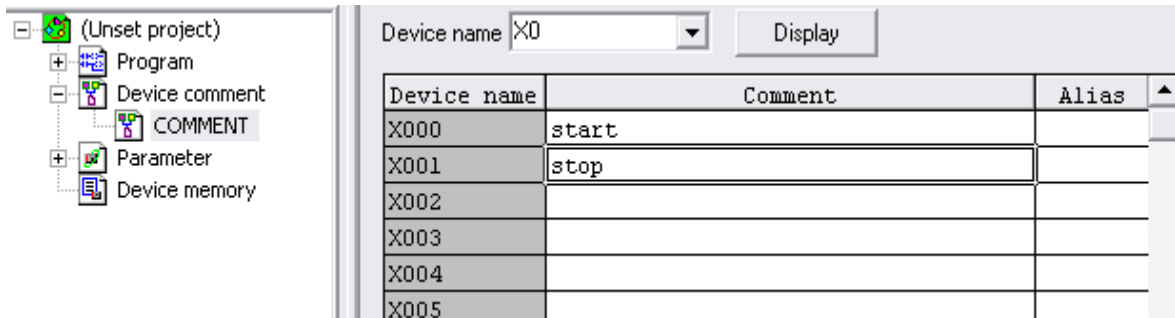 (Unset project)
Program
Device comment
COMMENT
Parameter
Device memory
Device name X0 Display
Device name Comment Alias
X000 start
X001 stop
X002
X003
X004
X005